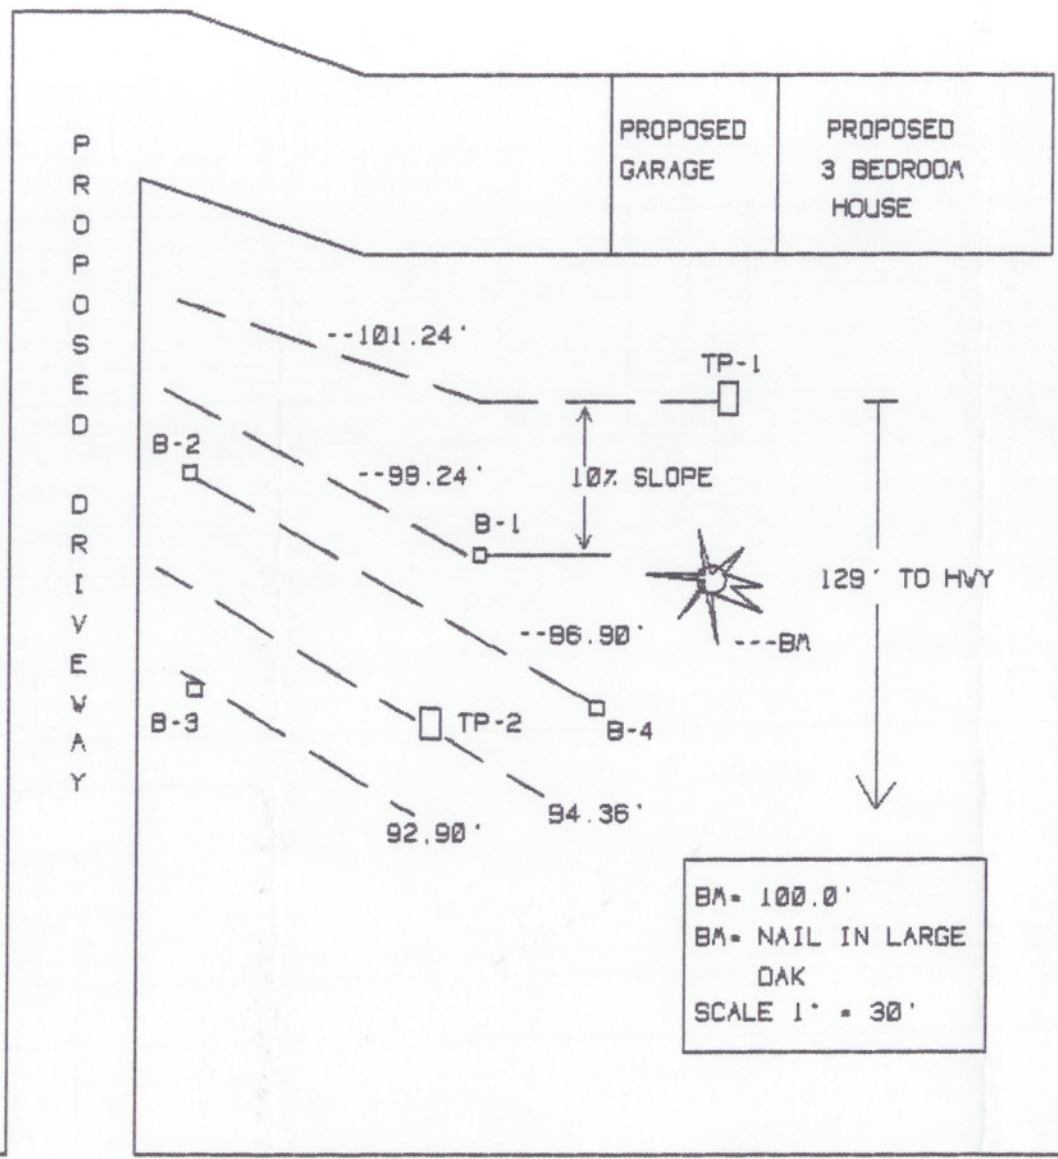 PROPOSED DRIVEWAY
PROPOSED
GARAGE
PROPOSED
3 BEDROOM
HOUSE
--101.24'
TP-1
B-2
--99.24'
10% SLOPE
B-1
129' TO HWY
--96.90'
---BM
B-3
TP-2
B-4
94.36'
92.90'
BM= 100.0'
BM= NAIL IN LARGE
OAK
SCALE 1" = 30'